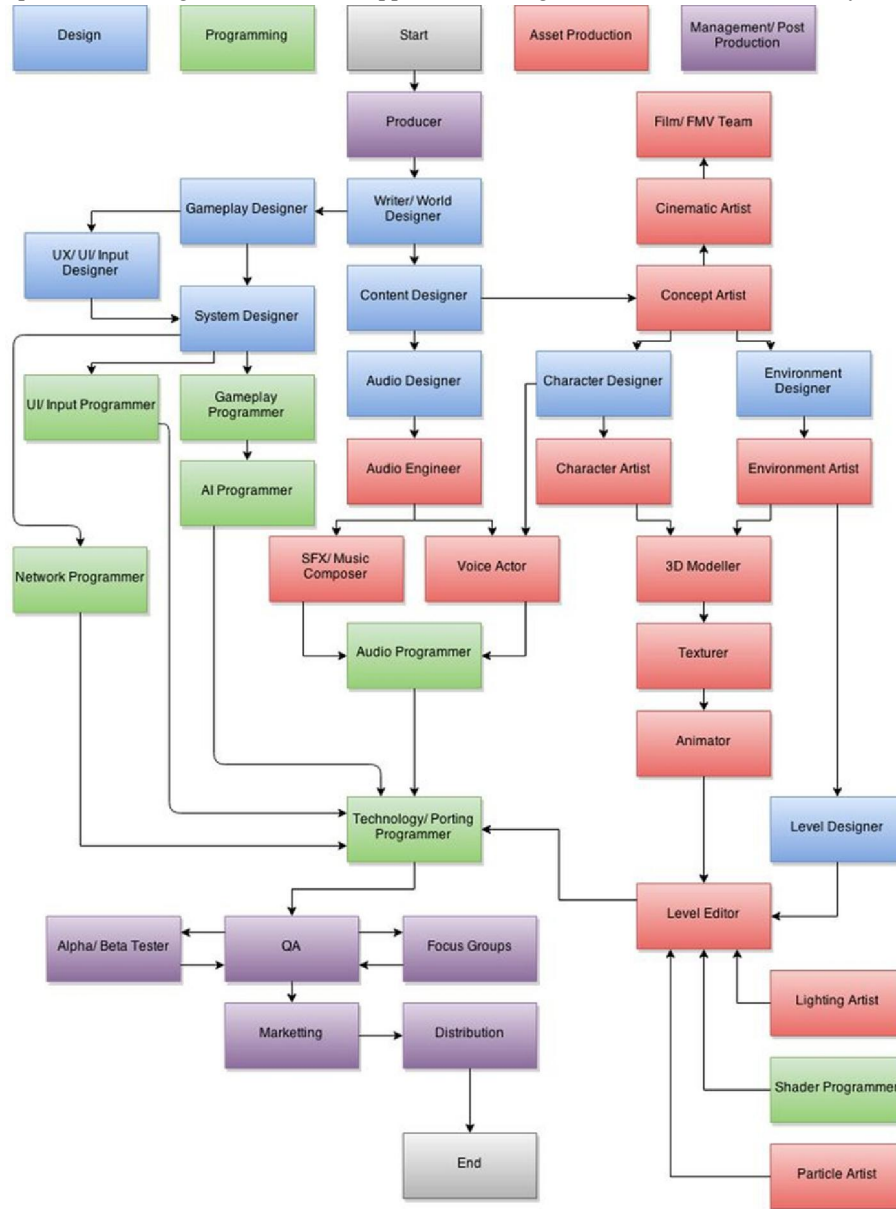 Design
Programming
Start
Asset Production
Management/ Post
Production
Producer
Film/ FMV Team
Gameplay Designer
Writer/ World
Designer
Cinematic Artist
UX/ UI/ Input
Designer
System Designer
Content Designer
Concept Artist
UI/ Input Programmer
Gameplay
Programmer
Audio Designer
Character Designer
Environment
Designer
AI Programmer
Audio Engineer
Character Artist
Environment Artist
Network Programmer
SFX/ Music
Composer
Voice Actor
3D Modeller
Audio Programmer
Texturer
Animator
Technology/ Porting
Programmer
Level Designer
Level Editor
Alpha/ Beta Tester
QA
Focus Groups
Marketting
Distribution
Lighting Artist
Shader Programmer
End
Particle Artist